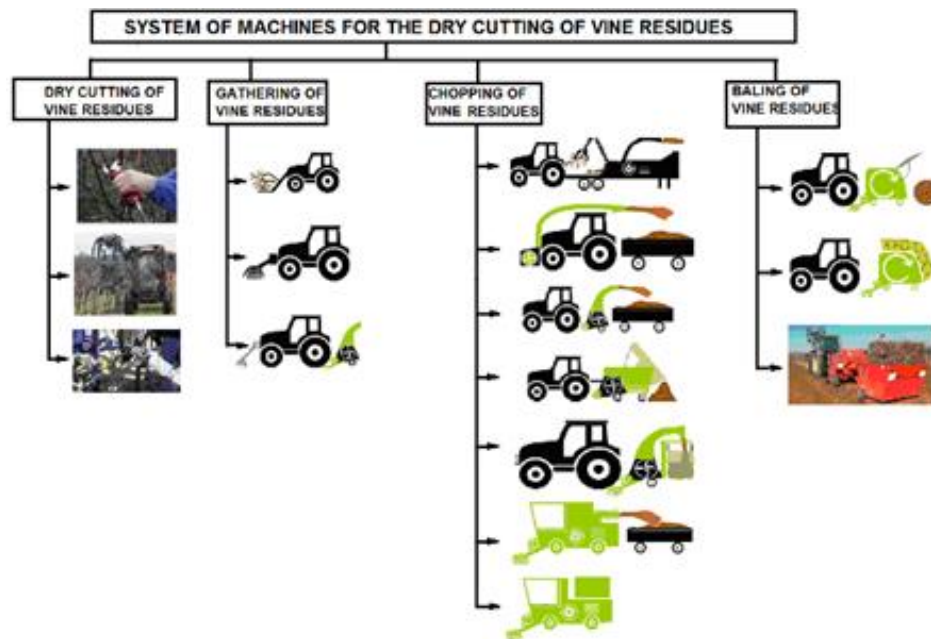 SYSTEM OF MACHINES FOR THE DRY CUTTING OF VINE RESIDUES
DRY CUTTING OF
VINE RESIDUES
GATHERING OF
VINE RESIDUES
CHOPPING OF
VINE RESIDUES
BALING OF
VINE RESIDUES